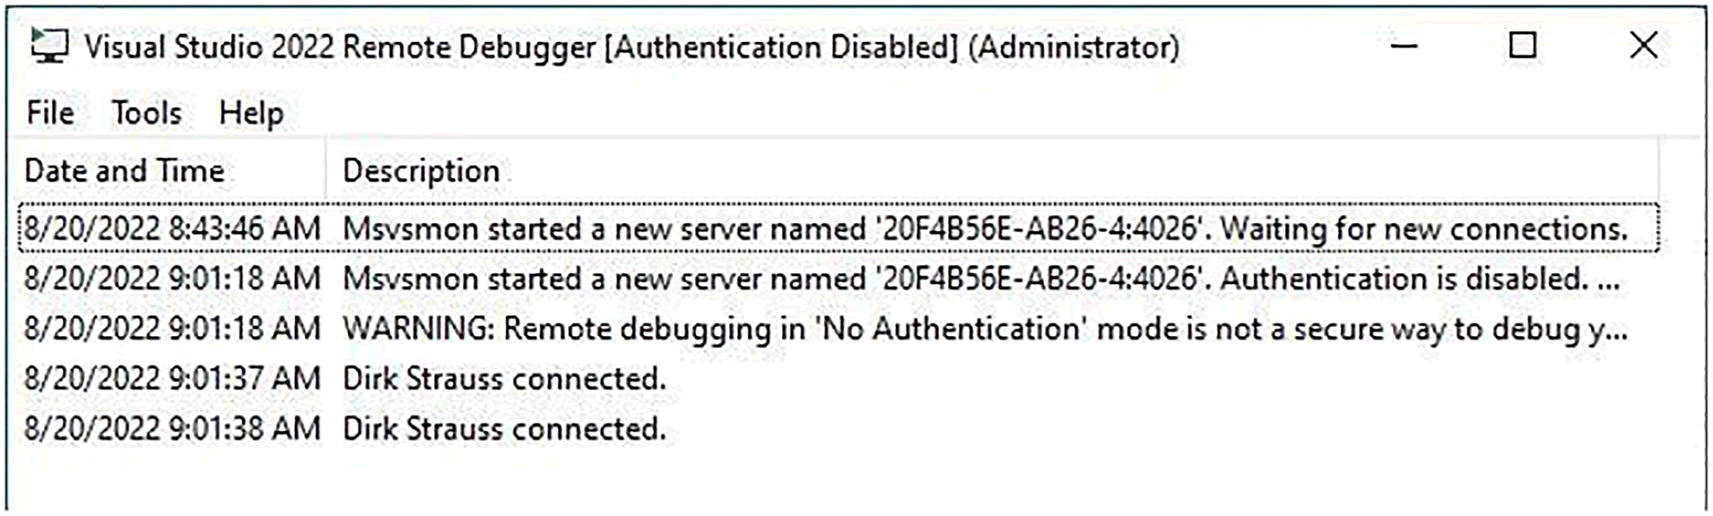 Visual Studio 2022 Remote Debugger [Authentication Disabled] (Administrator)
File Tools Help
Date and Time Description
8/20/2022 8:43:46 AM Msvsmon started a new server named '20F4B56E-AB26-4:4026'. Waiting for new connections.
8/20/2022 9:01:18 AM Msvsmon started a new server named '20F4B56E-AB26-4:4026'. Authentication is disabled. ...
8/20/2022 9:01:18 AM WARNING: Remote debugging in 'No Authentication' mode is not a secure way to debug y...
8/20/2022 9:01:37 AM Dirk Strauss connected.
8/20/2022 9:01:38 AM Dirk Strauss connected.